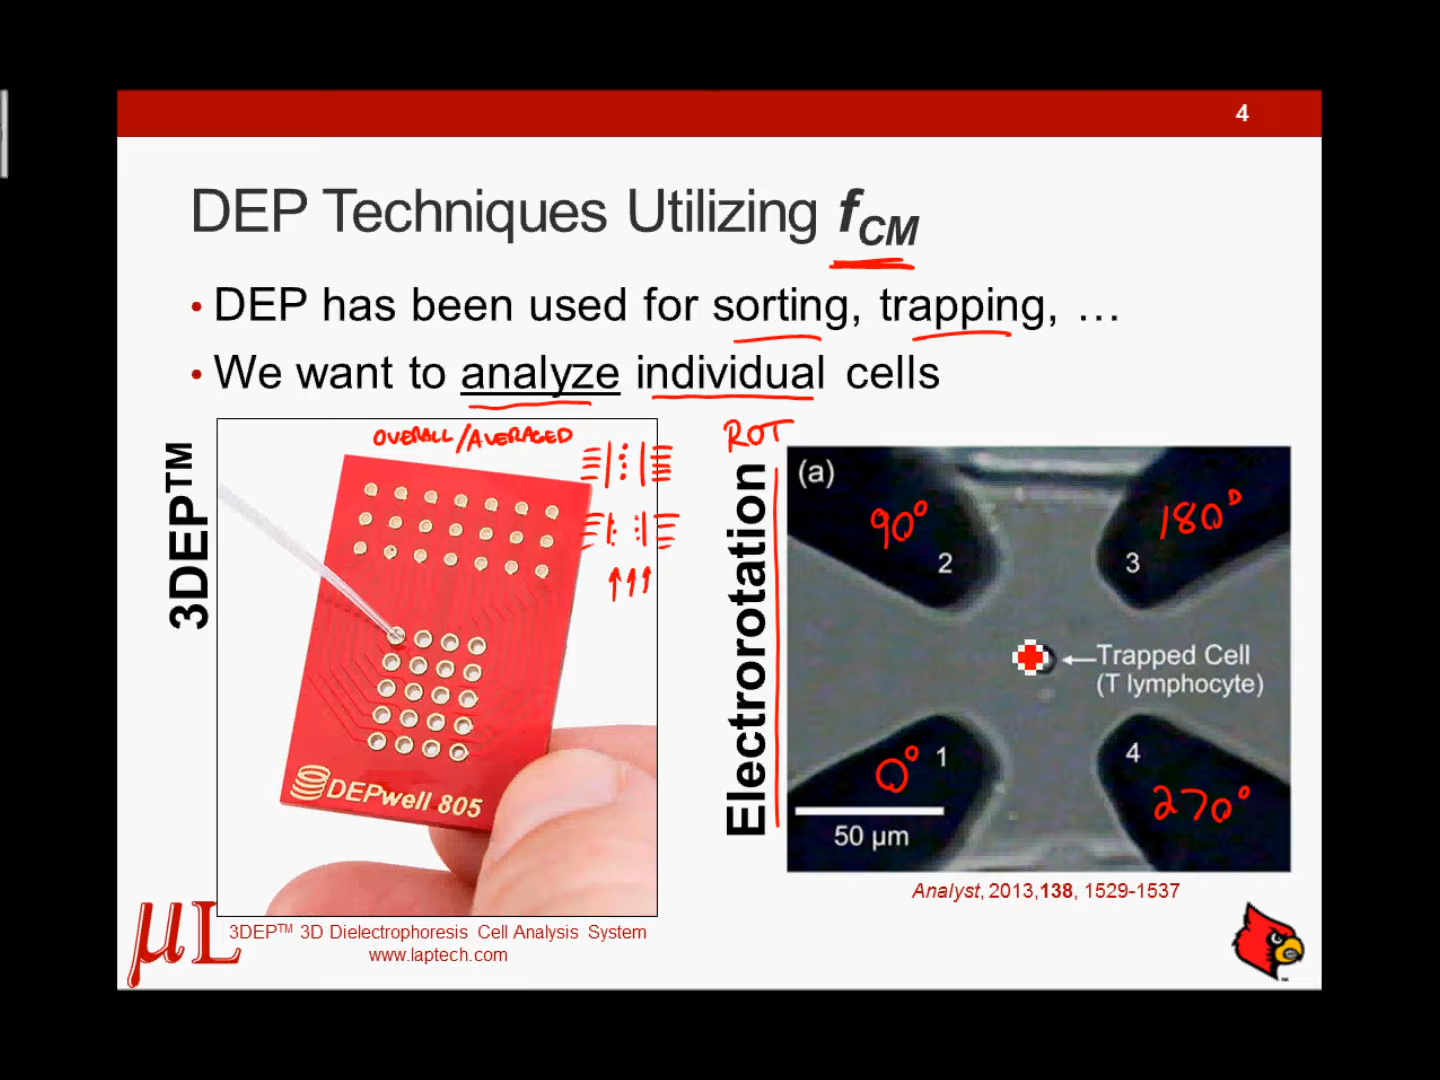 4
DEP Techniques Utilizing fCM
• DEP has been used for sorting, trapping, …
• We want to analyze individual cells
3DEP™
OVERALL/AVERAGED
DEPwell 805
3DEP™ 3D Dielectrophoresis Cell Analysis System
www.laptech.com
ROT
Electrorotation
(a)
90°
2
180°
3
Trapped Cell
(T lymphocyte)
0°
1
4
270°
50 µm
Analyst, 2013,138, 1529-1537
µL